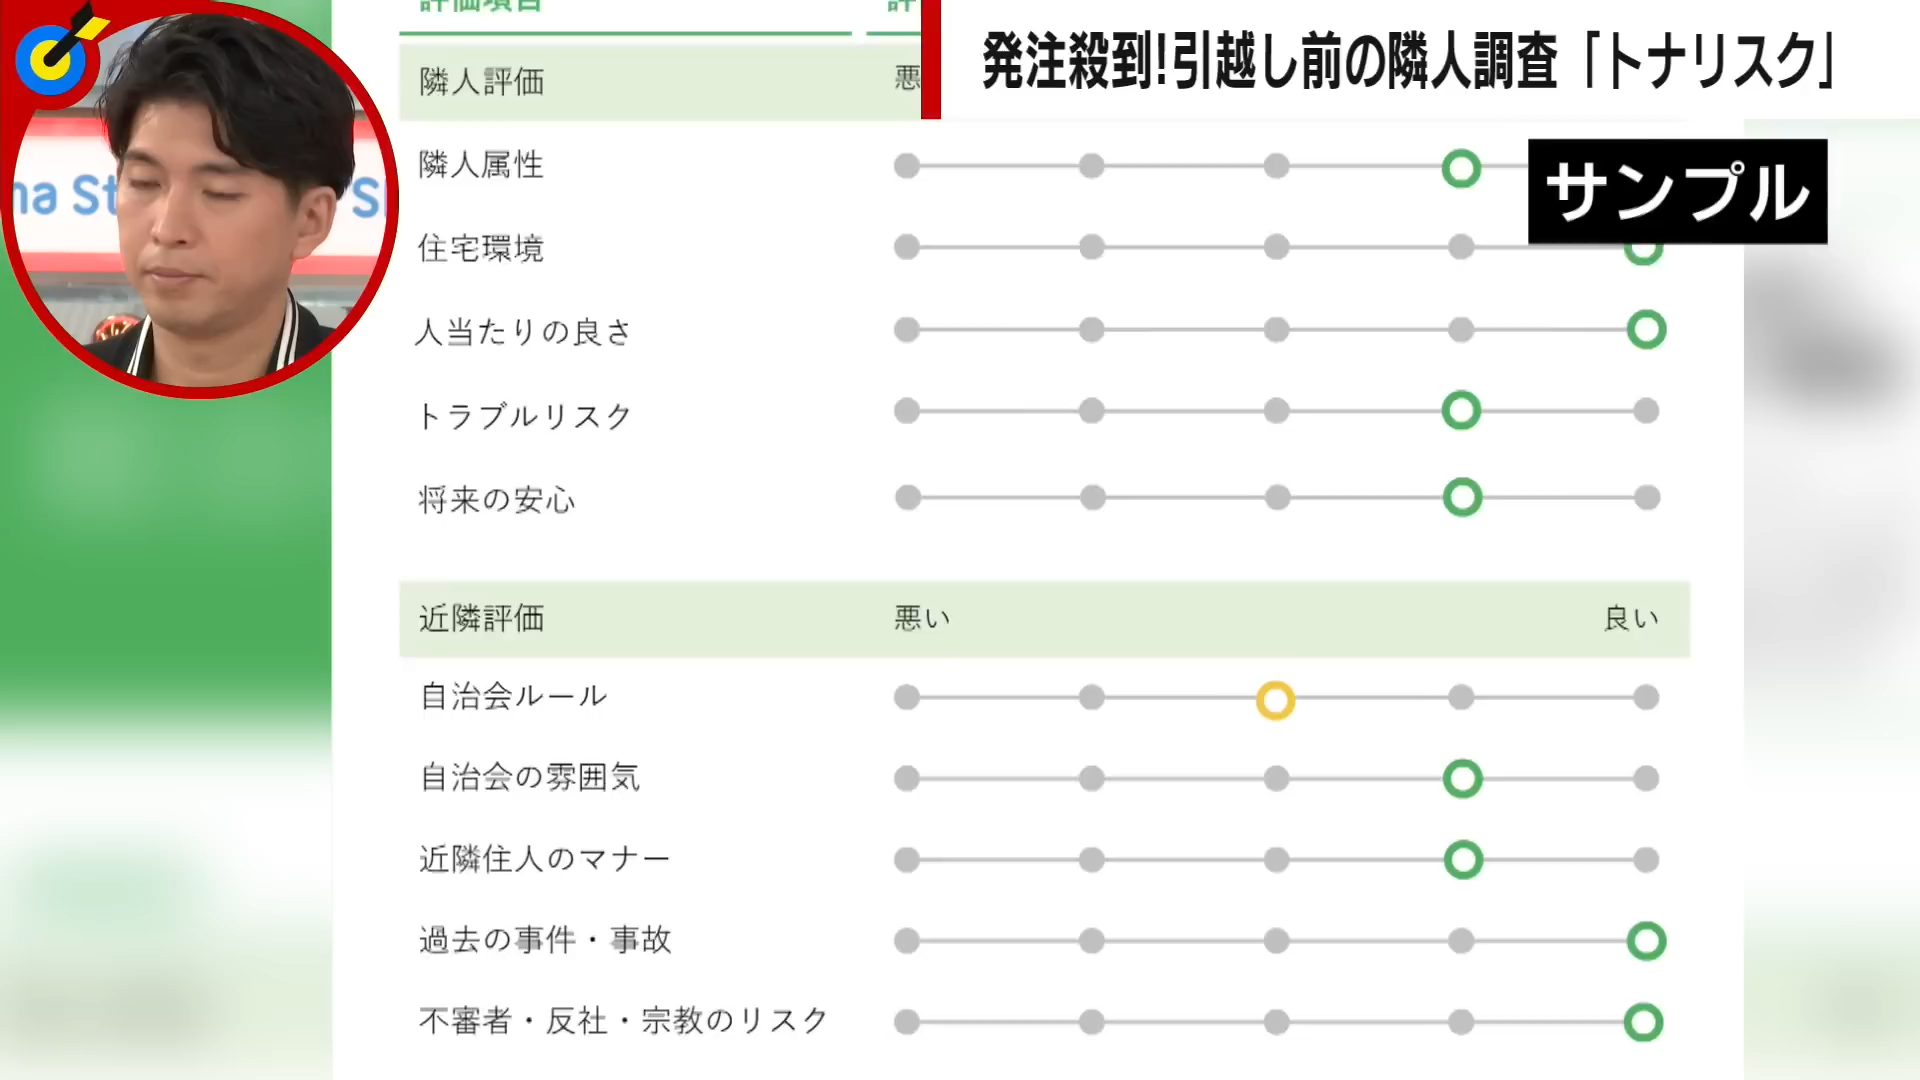 評価項目
発注殺到!引越し前の隣人調査「トナリスク」
隣人評価
悪
サンプル
隣人属性
住宅環境
人当たりの良さ
トラブルリスク
将来の安心
近隣評価 悪い 良い
自治会ルール
自治会の雰囲気
近隣住人のマナー
過去の事件・事故
不審者・反社・宗教のリスク